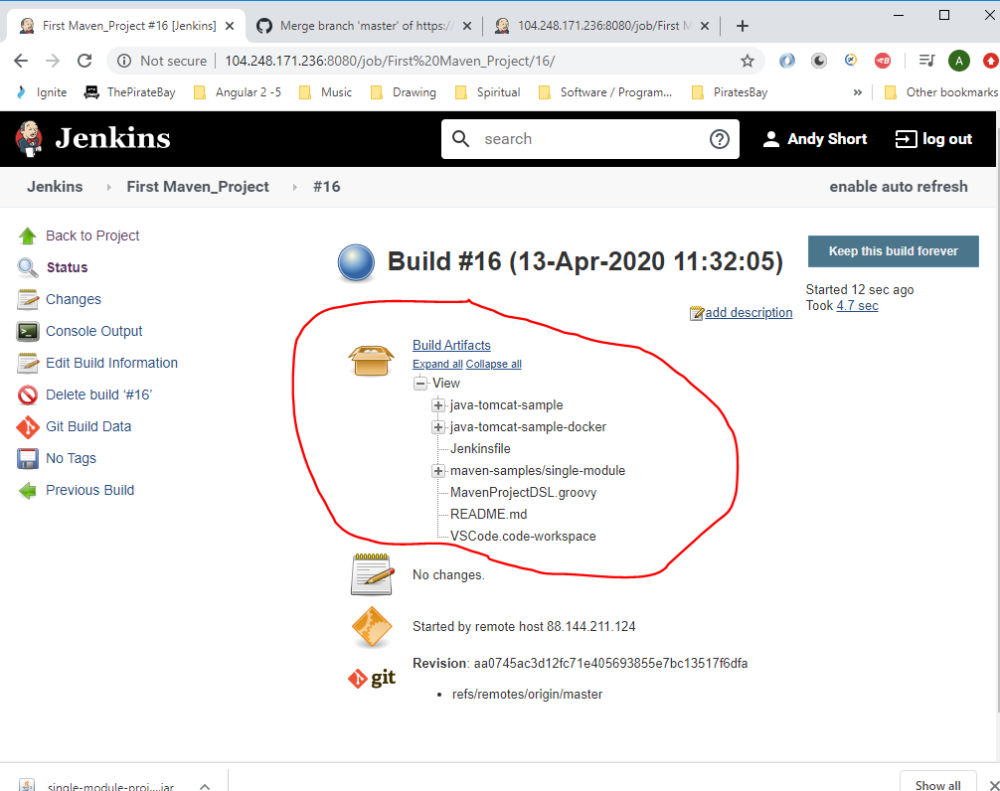 First Maven_Project #16 [Jenkins]
Merge branch 'master' of https://
104.248.171.236:8080/job/First M
Not secure
104.248.171.236:8080/job/First%20Maven_Project/16/
A
Ignite
ThePirateBay
Angular 2 -5
Music
Drawing
Spiritual
Software / Program...
PiratesBay
»
Other bookmarks
Jenkins
search
Andy Short
log out
Jenkins
First Maven_Project
#16
enable auto refresh
Back to Project
Status
Changes
Console Output
Edit Build Information
Delete build ‘#16’
Git Build Data
No Tags
Previous Build
Build #16 (13-Apr-2020 11:32:05)
Keep this build forever
Started 12 sec ago
Took 4.7 sec
add description
Build Artifacts
Expand all Collapse all
View
java-tomcat-sample
java-tomcat-sample-docker
Jenkinsfile
maven-samples/single-module
MavenProjectDSL.groovy
README.md
VSCode.code-workspace
No changes.
Started by remote host 88.144.211.124
git
Revision: aa0745ac3d12fc71e405693855e7bc13517f6dfa
refs/remotes/origin/master
single-module-proj....jar
Show all